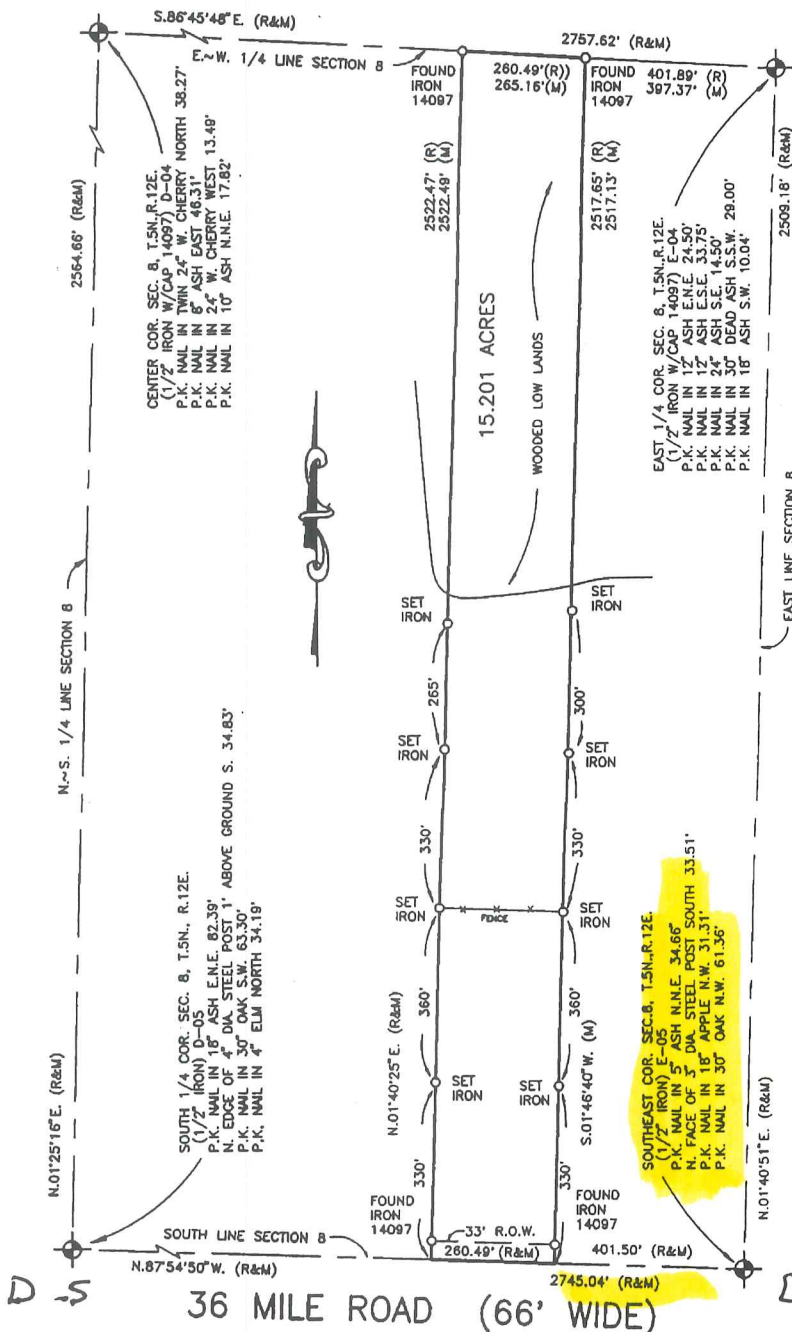 S.86°45'48"E. (R&M)
2757.62' (R&M)
E.~W. 1/4 LINE SECTION 8
FOUND
IRON
14097
260.49'(R))
265.16'(M)
FOUND
IRON
14097
401.89' (R)
397.37' (M)
2564.66' (R&M)
CENTER COR. SEC. 8, T.5N.,R.12E.
(1/2" IRON W/CAP 14097) D-04
P.K. NAIL IN TWIN 24" W. CHERRY NORTH 38.27'
P.K. NAIL IN 8" ASH EAST 46.31'
P.K. NAIL IN 24" W. CHERRY WEST 13.49'
P.K. NAIL IN 10" ASH N.N.E. 17.82'
2522.47' (R)
2522.49' (M)
2517.65' (R)
2517.13' (M)
2509.18' (R&M)
15.201 ACRES
WOODED LOW LANDS
EAST 1/4 COR. SEC. 8, T.5N.,R.12E.
(1/2" IRON W/CAP 14097) E-04
P.K. NAIL IN 12" ASH E.N.E. 24.50'
P.K. NAIL IN 12" ASH E.S.E. 33.75'
P.K. NAIL IN 24" ASH S.E. 14.50'
P.K. NAIL IN 30" DEAD ASH S.S.W. 29.00'
P.K. NAIL IN 18" ASH S.W. 10.04'
N.~S. 1/4 LINE SECTION 8
EAST LINE SECTION 8
SET
IRON
SET
IRON
265'
300'
SET
IRON
SET
IRON
330'
330'
SET
IRON
FENCE
SET
IRON
360'
360'
N.01°40'25"E. (R&M)
S.01°46'40"W. (M)
SET
IRON
SET
IRON
330'
330'
SOUTH 1/4 COR. SEC. 8, T.5N., R.12E.
(1/2" IRON) D-05
P.K. NAIL IN 18" ASH E.N.E. 82.39'
N. EDGE OF 4" DIA. STEEL POST 1' ABOVE GROUND S. 34.83'
P.K. NAIL IN 30" OAK S.W. 63.30'
P.K. NAIL IN 4" ELM NORTH 34.19'
SOUTHEAST COR. SEC.8, T.5N.,R.12E.
(1/2" IRON) E-05
P.K. NAIL IN 5" ASH N.N.E. 34.66'
N. FACE OF 3" DIA. STEEL POST SOUTH 33.51'
P.K. NAIL IN 18" APPLE N.W. 31.31'
P.K. NAIL IN 30" OAK N.W. 61.36'
N.01°25'16"E. (R&M)
N.01°40'51"E. (R&M)
FOUND
IRON
14097
FOUND
IRON
14097
SOUTH LINE SECTION 8
33' R.O.W.
260.49' (R&M)
401.50' (R&M)
N.87°54'50"W. (R&M)
2745.04' (R&M)
D-5
36 MILE ROAD (66' WIDE)